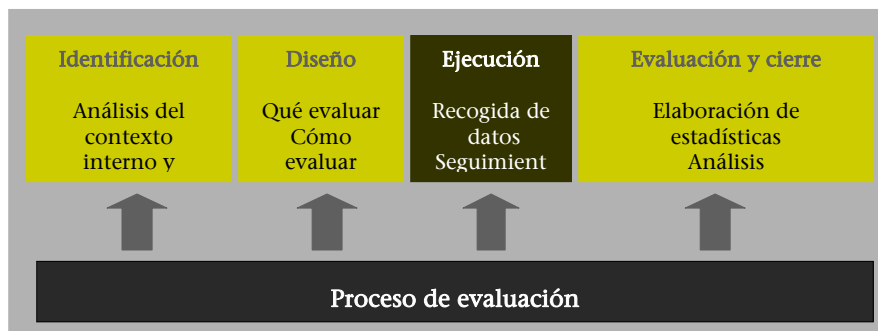 Identificación
Análisis del
contexto
interno y
Diseño
Qué evaluar
Cómo
evaluar
Ejecución
Recogida de
datos
Seguimient
Evaluación y cierre
Elaboración de
estadísticas
Análisis
Proceso de evaluación